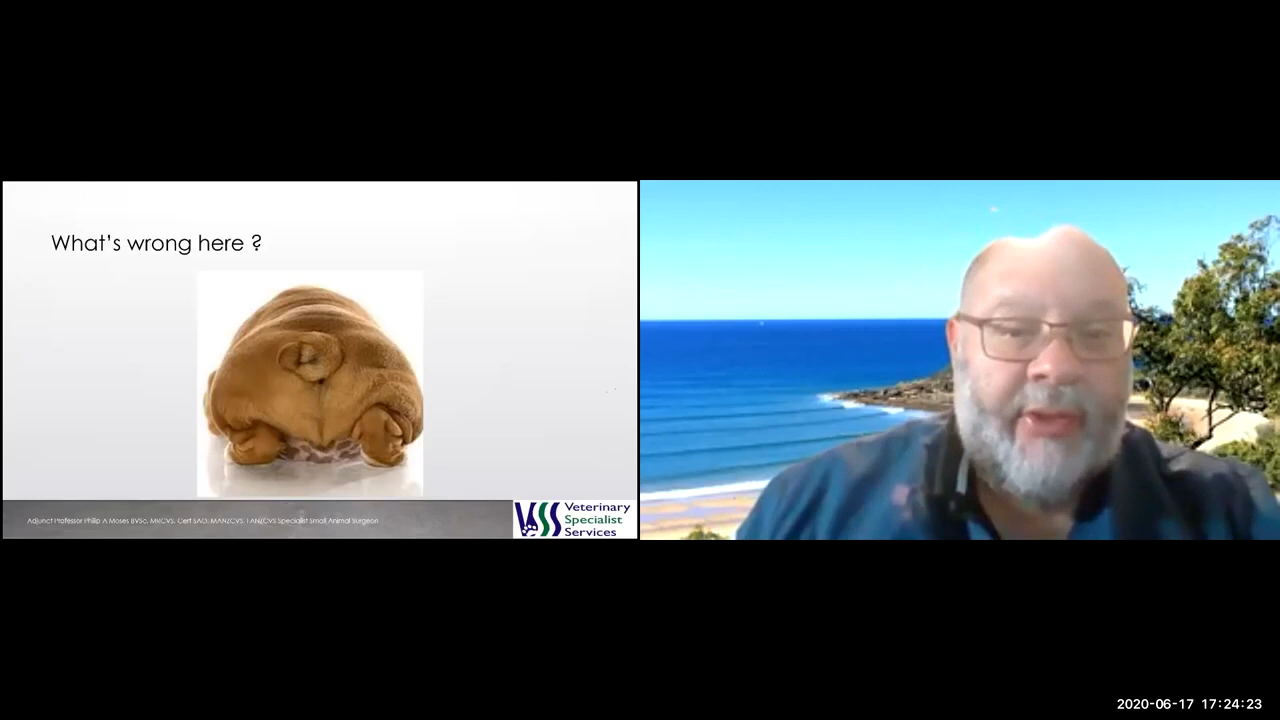 What's wrong here ?
Adjunct Professor Philip A Moses BVSc, MRCVS, Cert SAO, MANZCVS, FANZCVS Specialist Small Animal Surgeon
VSS
Veterinary
Specialist
Services
2020-06-17 17:24:23